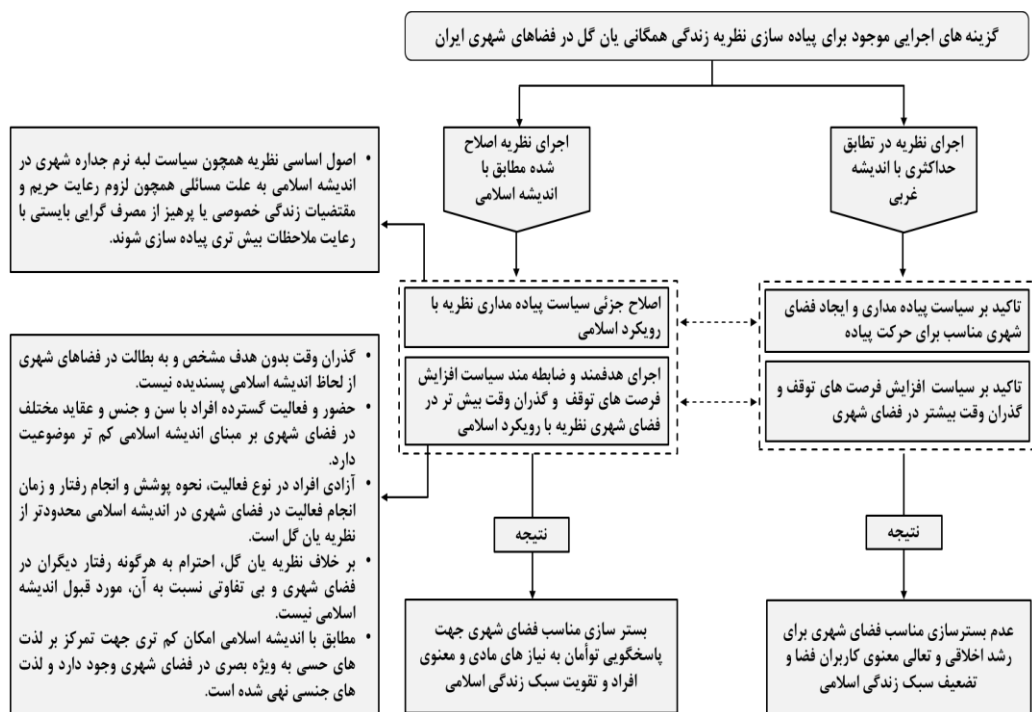 گزینه های اجرایی موجود برای پیاده سازی نظریه زندگی همگانی یان گل در فضاهای شهری ایران
اجرای نظریه در تطابق
حداکثری با اندیشه
غربی
تاکید بر سیاست پیاده مداری و ایجاد فضای
شهری مناسب برای حرکت پیاده
تاکید بر سیاست افزایش فرصت های توقف و
گذران وقت بیشتر در فضای شهری
نتیجه
عدم بسترسازی مناسب فضای شهری برای
رشد اخلاقی و تعالی معنوی کاربران فضا و
تضعیف سبک زندگی اسلامی
اجرای نظریه اصلاح
شده مطابق با
اندیشه اسلامی
اصلاح جزئی سیاست پیاده مداری نظریه با
رویکرد اسلامی
اجرای هدفمند و ضابطه مند سیاست افزایش
فرصت های توقف و گذران وقت بیش تر در
فضای شهری نظریه با رویکرد اسلامی
نتیجه
بستر سازی مناسب فضای شهری جهت
پاسخگویی توأمان به نیاز های مادی و معنوی
افراد و تقویت سبک زندگی اسلامی
• اصول اساسی نظریه همچون سیاست لبه نرم جداره شهری در
اندیشه اسلامی به علت مسائلی همچون لزوم رعایت حریم و
مقتضیات زندگی خصوصی یا پرهیز از مصرف گرایی بایستی با
رعایت ملاحظات بیش تری پیاده سازی شوند.
• گذران وقت بدون هدف مشخص و به بطالت در فضاهای شهری
از لحاظ اندیشه اسلامی پسندیده نیست.
• حضور و فعالیت گسترده افراد با سن و جنس و عقاید مختلف
در فضای شهری بر مبنای اندیشه اسلامی کم تر موضوعیت
دارد.
• آزادی افراد در نوع فعالیت، نحوه پوشش و انجام رفتار و زمان
انجام فعالیت در فضای شهری در اندیشه اسلامی محدودتر از
نظریه یان گل است.
• بر خلاف نظریه یان گل، احترام به هرگونه رفتار دیگران در
فضای شهری و بی تفاوتی نسبت به آن، مورد قبول اندیشه
اسلامی نیست.
• مطابق با اندیشه اسلامی امکان کم تری جهت تمرکز بر لذت
های حسی به ویژه بصری در فضای شهری وجود دارد و لذت
های جنسی نهی شده است.